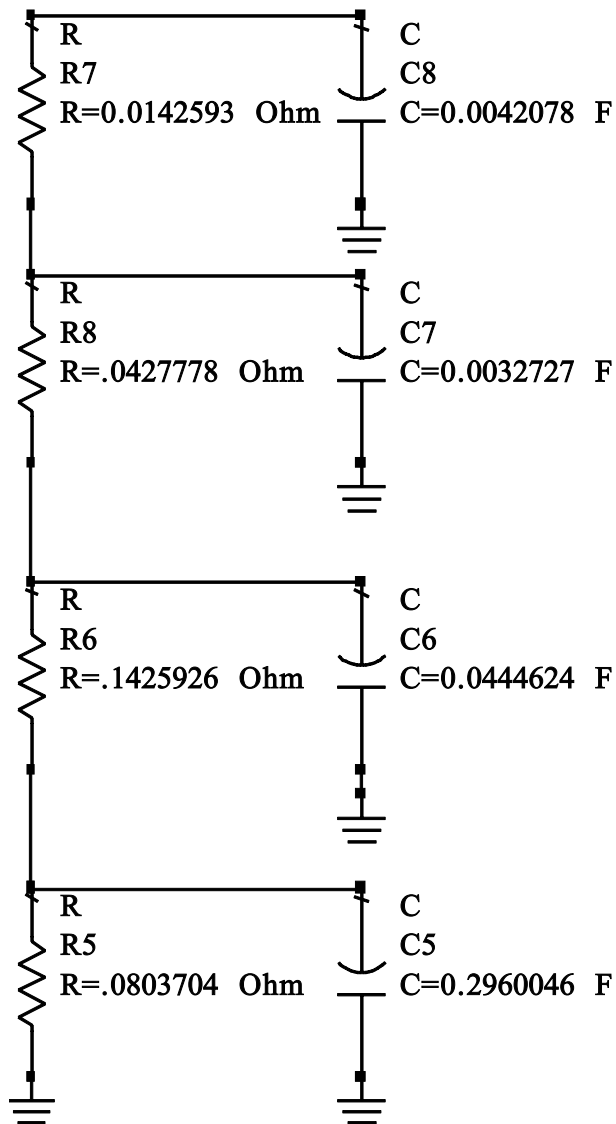 R
R7
R=0.0142593 Ohm
C
C8
C=0.0042078 F
R
R8
R=.0427778 Ohm
C
C7
C=0.0032727 F
R
R6
R=.1425926 Ohm
C
C6
C=0.0444624 F
R
R5
R=.0803704 Ohm
C
C5
C=0.2960046 F